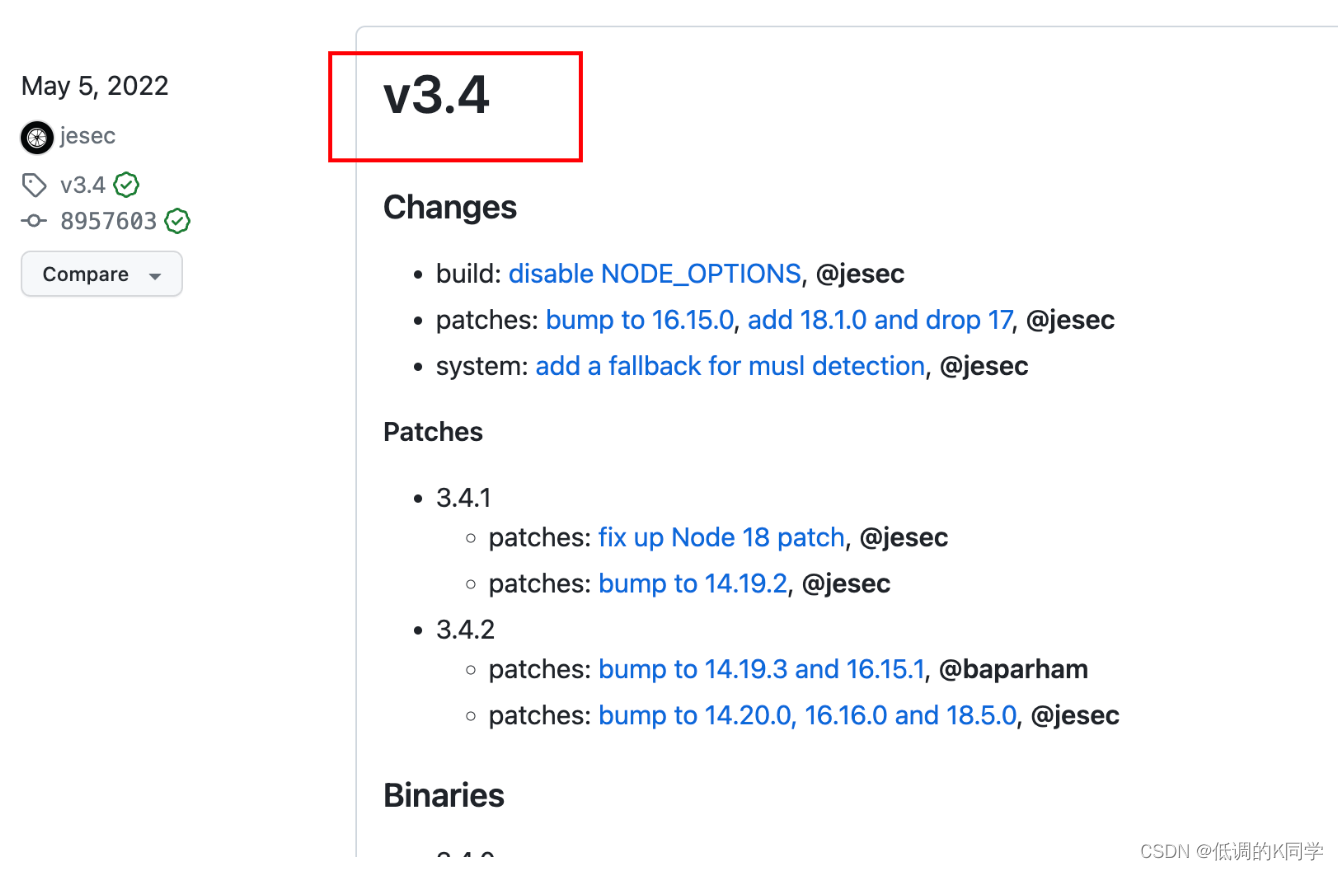 May 5, 2022
jesec
v3.4
8957603
Compare
v3.4
Changes
build: disable NODE_OPTIONS, @jesec
patches: bump to 16.15.0, add 18.1.0 and drop 17, @jesec
system: add a fallback for musl detection, @jesec
Patches
3.4.1
patches: fix up Node 18 patch, @jesec
patches: bump to 14.19.2, @jesec
3.4.2
patches: bump to 14.19.3 and 16.15.1, @baparham
patches: bump to 14.20.0, 16.16.0 and 18.5.0, @jesec
Binaries
CSDN @低调的K同学